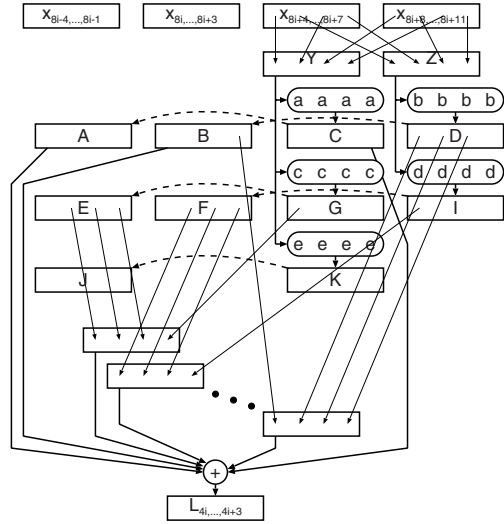 x8i-4,...,8i-1 x8i,...,8i+3 x8i+4,...,8i+7 x8i+8,...,8i+11
Y Z
a a a a b b b b
A B C D
c c c c d d d d
E F G I
e e e e
J K
+
L4i,...,4i+3